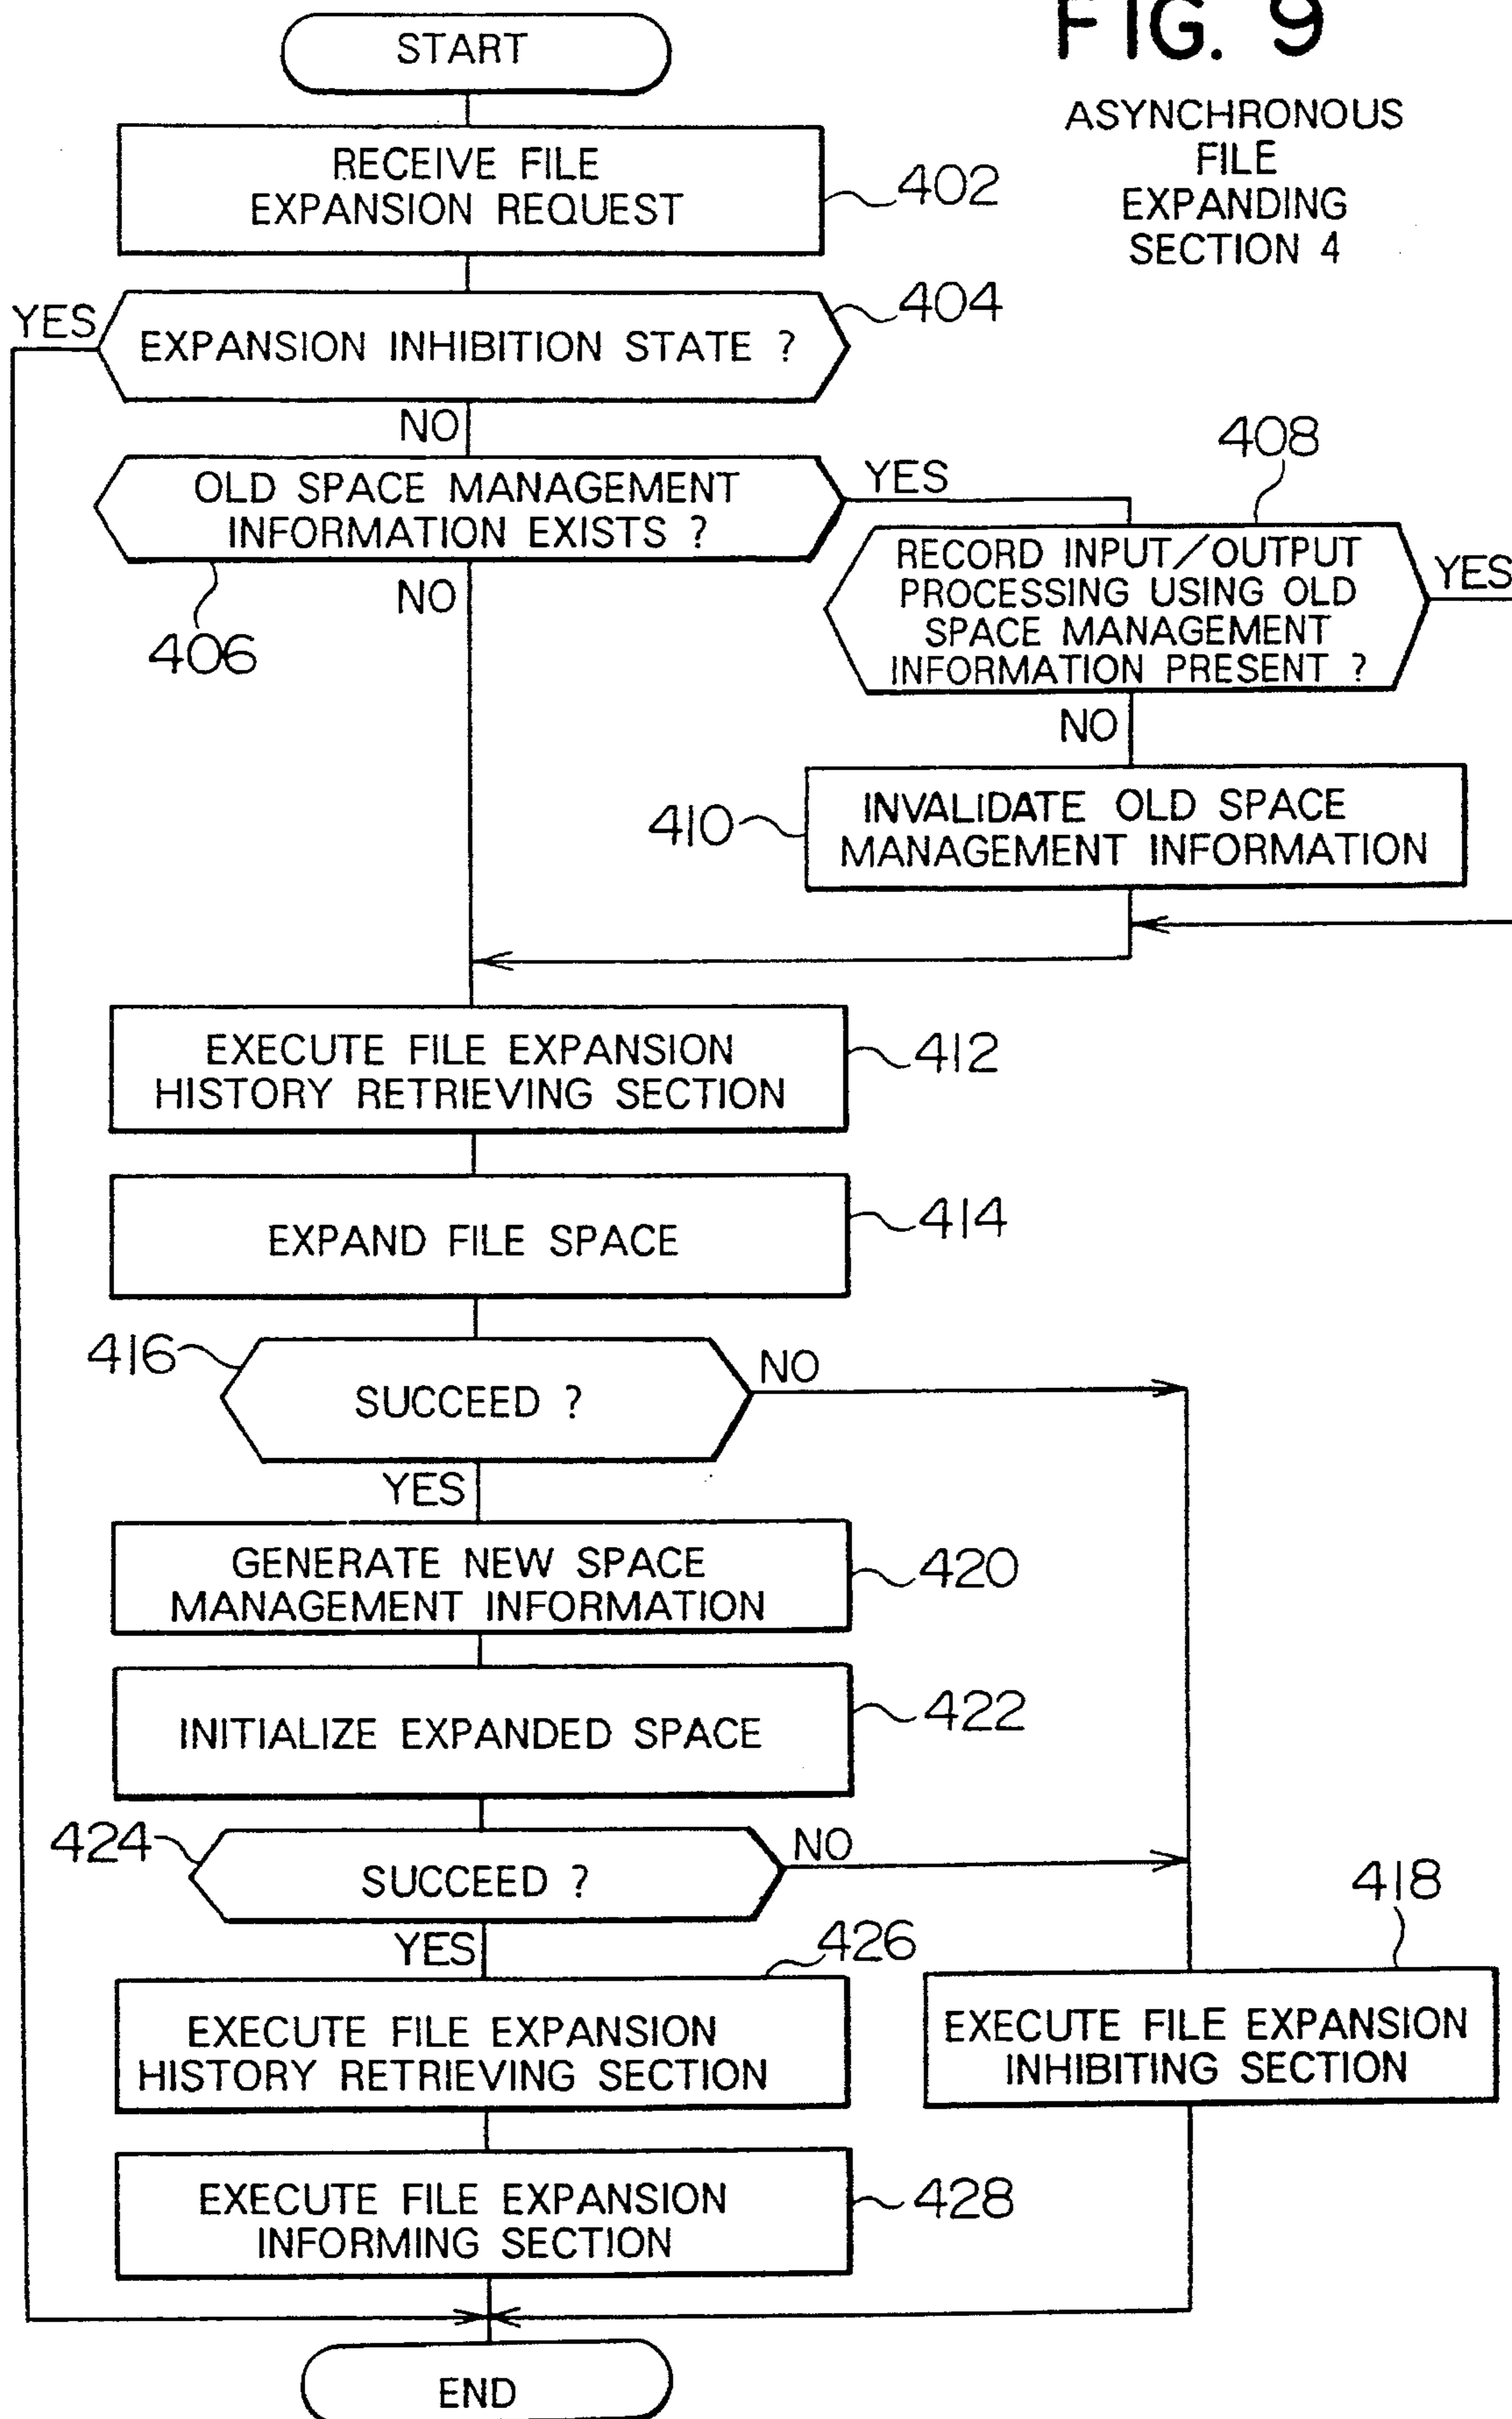 FIG. 9
ASYNCHRONOUS
FILE
EXPANDING
SECTION 4
START
RECEIVE FILE
EXPANSION REQUEST
402
YES
EXPANSION INHIBITION STATE ?
404
NO
OLD SPACE MANAGEMENT
INFORMATION EXISTS ?
YES
406
NO
408
RECORD INPUT/OUTPUT
PROCESSING USING OLD
SPACE MANAGEMENT
INFORMATION PRESENT ?
YES
NO
410
INVALIDATE OLD SPACE
MANAGEMENT INFORMATION
EXECUTE FILE EXPANSION
HISTORY RETRIEVING SECTION
412
EXPAND FILE SPACE
414
416
SUCCEED ?
NO
YES
GENERATE NEW SPACE
MANAGEMENT INFORMATION
420
INITIALIZE EXPANDED SPACE
422
424
SUCCEED ?
NO
YES
426
EXECUTE FILE EXPANSION
HISTORY RETRIEVING SECTION
418
EXECUTE FILE EXPANSION
INHIBITING SECTION
EXECUTE FILE EXPANSION
INFORMING SECTION
428
END